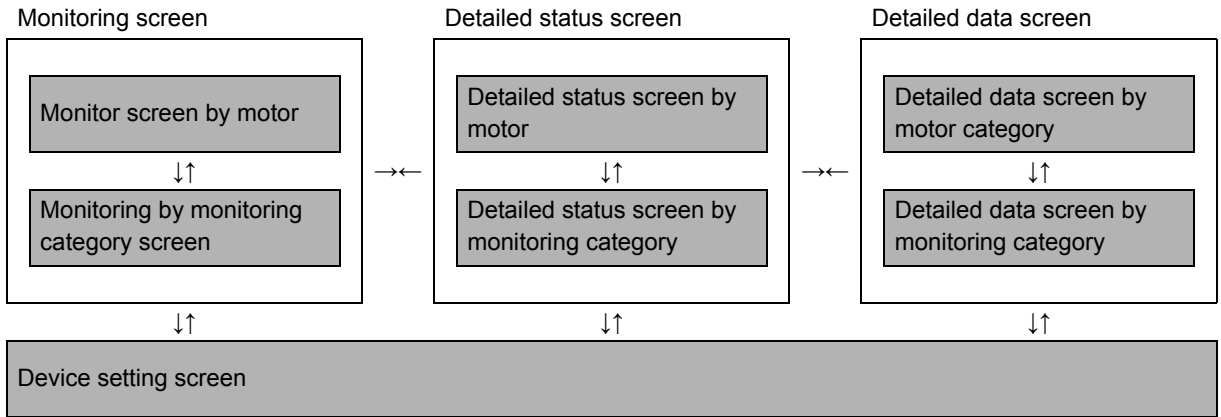 Monitoring screen
Detailed status screen
Detailed data screen
Monitor screen by motor
↓↑
Monitoring by monitoring
category screen
→←
Detailed status screen by
motor
↓↑
Detailed status screen by
monitoring category
→←
Detailed data screen by
motor category
↓↑
Detailed data screen by
monitoring category
↓↑
↓↑
↓↑
Device setting screen